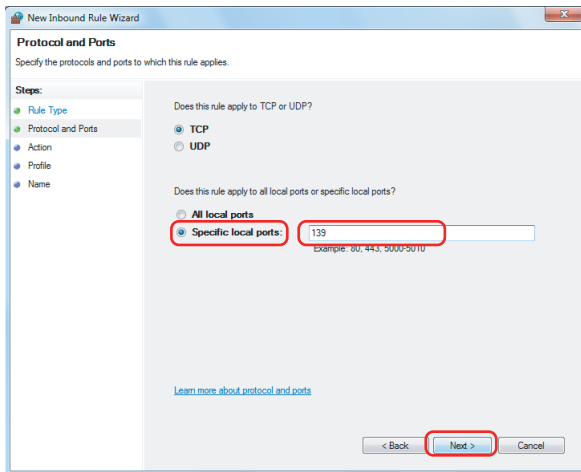 New Inbound Rule Wizard
Protocol and Ports
Specify the protocols and ports to which this rule applies.
Steps:
Rule Type
Protocol and Ports
Action
Profile
Name
Does this rule apply to TCP or UDP?
TCP
UDP
Does this rule apply to all local ports or specific local ports?
All local ports
Specific local ports:
139
Example: 80, 443, 5000-5010
Learn more about protocol and ports
< Back
Next >
Cancel